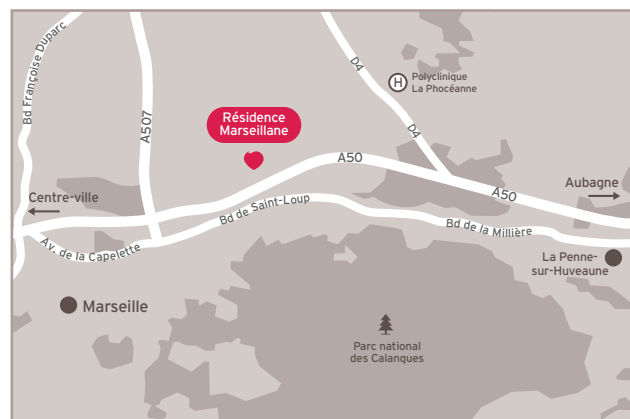 Bd Françoise Duparc
A507
D4
H
Polyclinique
La Phocéanne
Résidence
Marseillane
D4
A50
A50
Aubagne
Centre-ville
Bd de Saint-Loup
Bd de la Millière
Av. de la Capelette
La Penne-
sur-Huveaune
Marseille
Parc national
des Calanques